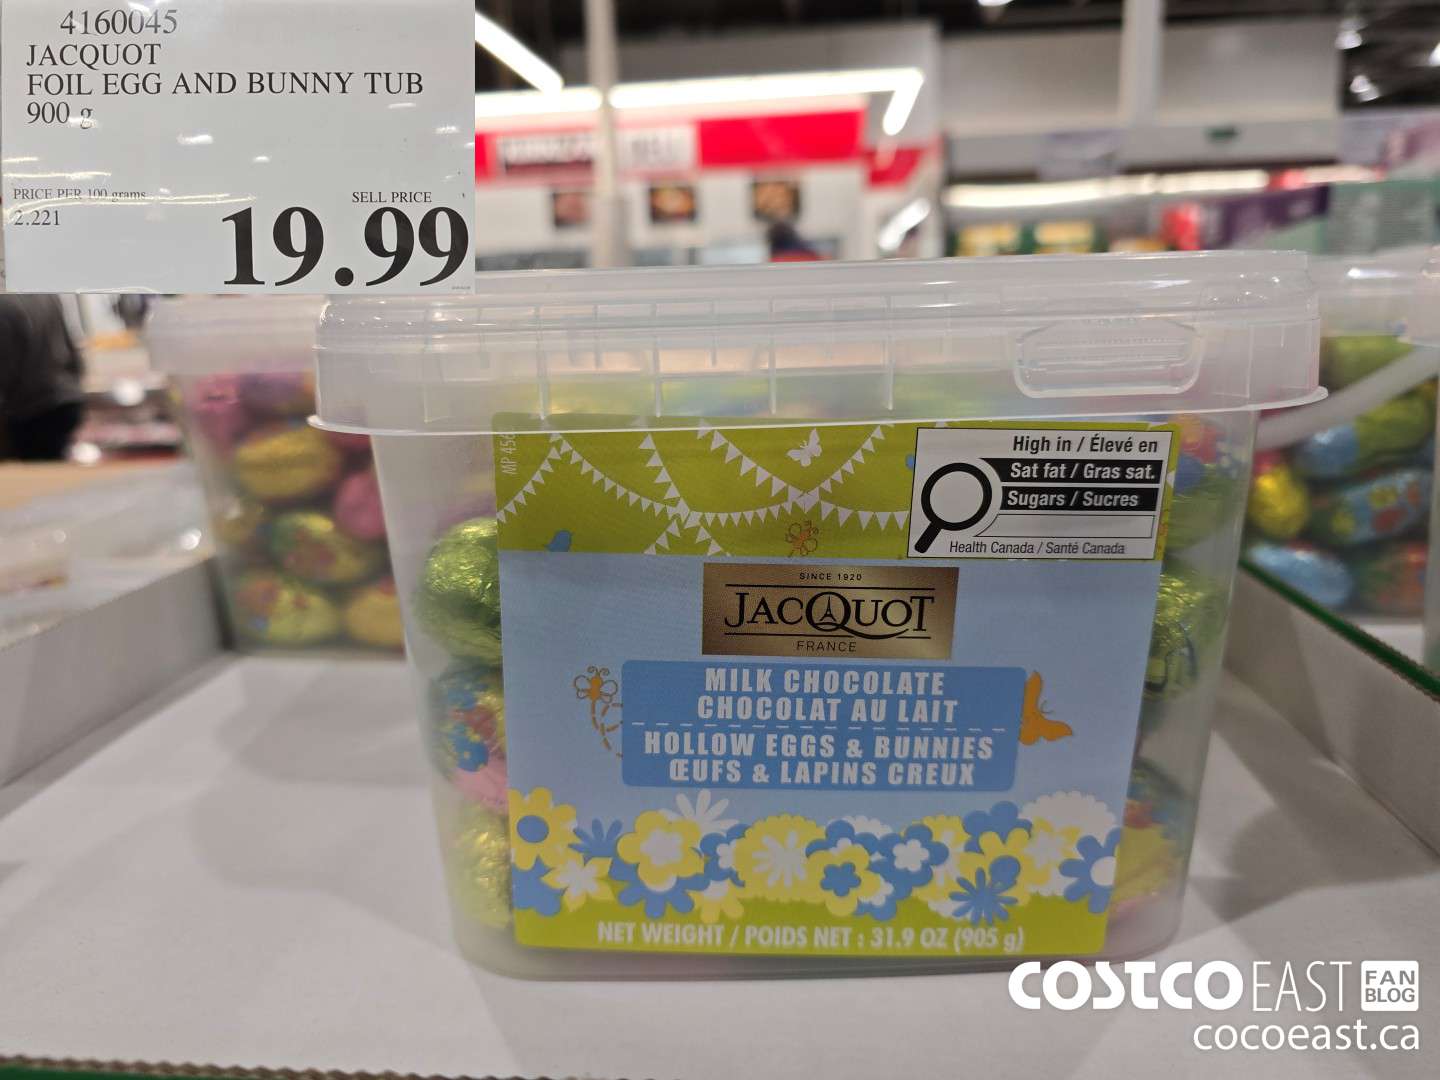 4160045
JACQUOT
FOIL EGG AND BUNNY TUB
900 g
PRICE PER 100 grams
2.221
SELL PRICE
19.99
High in / Élevé en
Sat fat / Gras sat.
Sugars / Sucres
Health Canada / Santé Canada
SINCE 1920
JACQUOT
FRANCE
MILK CHOCOLATE
CHOCOLAT AU LAIT
HOLLOW EGGS & BUNNIES
ŒUFS & LAPINS CREUX
NET WEIGHT / POIDS NET : 31.9 OZ (905 g)
COSTCO EAST FAN BLOG
cocoeast.ca